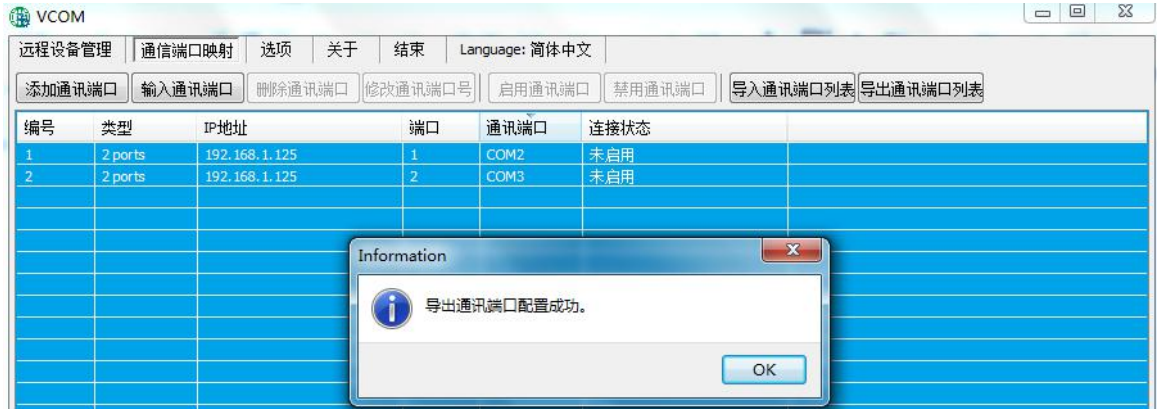 VCOM
远程设备管理 通信端口映射 选项 关于 结束 Language: 简体中文
添加通讯端口 输入通讯端口 删除通讯端口 修改通讯端口号 启用通讯端口 禁用通讯端口 导入通讯端口列表 导出通讯端口列表
编号 类型 IP地址 端口 通讯端口 连接状态
1 2 ports 192.168.1.125 1 COM2 未启用
2 2 ports 192.168.1.125 2 COM3 未启用
Information
导出通讯端口配置成功。
OK